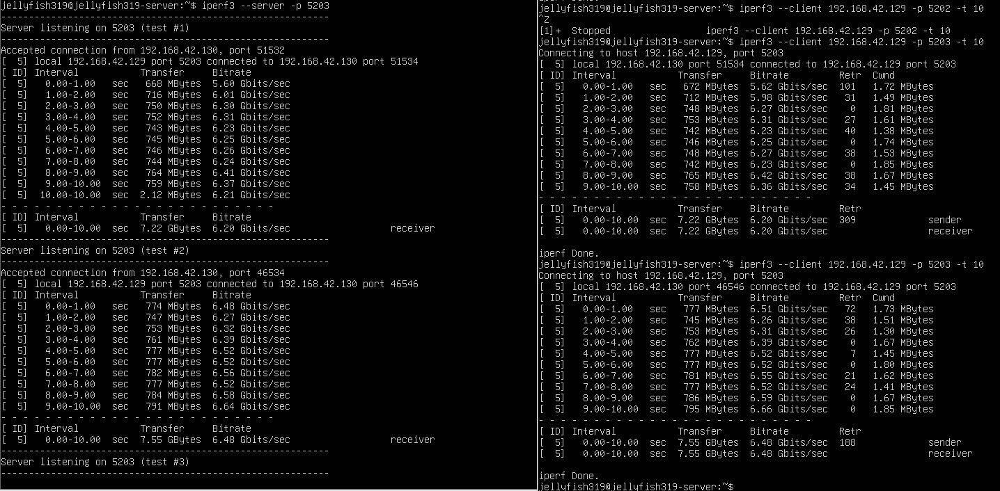 jellyfish319@jellyfish319-server:~$ iperf3 --server -p 5203
-----------------------------------------------------------
Server listening on 5203 (test #1)
-----------------------------------------------------------
Accepted connection from 192.168.42.130, port 51532
[  5] local 192.168.42.129 port 5203 connected to 192.168.42.130 port 51534
[ ID] Interval           Transfer     Bitrate
[  5]   0.00-1.00   sec   668 MBytes  5.60 Gbits/sec
[  5]   1.00-2.00   sec   716 MBytes  6.01 Gbits/sec
[  5]   2.00-3.00   sec   750 MBytes  6.30 Gbits/sec
[  5]   3.00-4.00   sec   752 MBytes  6.31 Gbits/sec
[  5]   4.00-5.00   sec   743 MBytes  6.23 Gbits/sec
[  5]   5.00-6.00   sec   745 MBytes  6.25 Gbits/sec
[  5]   6.00-7.00   sec   746 MBytes  6.26 Gbits/sec
[  5]   7.00-8.00   sec   744 MBytes  6.24 Gbits/sec
[  5]   8.00-9.00   sec   764 MBytes  6.41 Gbits/sec
[  5]   9.00-10.00  sec   759 MBytes  6.37 Gbits/sec
[  5]  10.00-10.00  sec  2.12 MBytes  6.21 Gbits/sec
- - - - - - - - - - - - - - - - - - - - - - - - -
[ ID] Interval           Transfer     Bitrate
[  5]   0.00-10.00  sec  7.22 GBytes  6.20 Gbits/sec                  receiver
-----------------------------------------------------------
Server listening on 5203 (test #2)
-----------------------------------------------------------
Accepted connection from 192.168.42.130, port 46534
[  5] local 192.168.42.129 port 5203 connected to 192.168.42.130 port 46546
[ ID] Interval           Transfer     Bitrate
[  5]   0.00-1.00   sec   774 MBytes  6.48 Gbits/sec
[  5]   1.00-2.00   sec   747 MBytes  6.27 Gbits/sec
[  5]   2.00-3.00   sec   753 MBytes  6.32 Gbits/sec
[  5]   3.00-4.00   sec   761 MBytes  6.39 Gbits/sec
[  5]   4.00-5.00   sec   777 MBytes  6.52 Gbits/sec
[  5]   5.00-6.00   sec   777 MBytes  6.52 Gbits/sec
[  5]   6.00-7.00   sec   782 MBytes  6.56 Gbits/sec
[  5]   7.00-8.00   sec   777 MBytes  6.52 Gbits/sec
[  5]   8.00-9.00   sec   784 MBytes  6.58 Gbits/sec
[  5]   9.00-10.00  sec   791 MBytes  6.64 Gbits/sec
- - - - - - - - - - - - - - - - - - - - - - - - -
[ ID] Interval           Transfer     Bitrate
[  5]   0.00-10.00  sec  7.55 GBytes  6.48 Gbits/sec                  receiver
-----------------------------------------------------------
Server listening on 5203 (test #3)
-----------------------------------------------------------
iperf Done.
jellyfish319@jellyfish319-server:~$ iperf3 --client 192.168.42.129 -p 5202 -t 10
^Z
[1]+  Stopped                 iperf3 --client 192.168.42.129 -p 5202 -t 10
jellyfish319@jellyfish319-server:~$ iperf3 --client 192.168.42.129 -p 5203 -t 10
Connecting to host 192.168.42.129, port 5203
[  5] local 192.168.42.130 port 51534 connected to 192.168.42.129 port 5203
[ ID] Interval           Transfer     Bitrate         Retr  Cwnd
[  5]   0.00-1.00   sec   672 MBytes  5.62 Gbits/sec  101   1.72 MBytes
[  5]   1.00-2.00   sec   712 MBytes  5.98 Gbits/sec   31   1.49 MBytes
[  5]   2.00-3.00   sec   748 MBytes  6.27 Gbits/sec    0   1.81 MBytes
[  5]   3.00-4.00   sec   753 MBytes  6.31 Gbits/sec   27   1.61 MBytes
[  5]   4.00-5.00   sec   742 MBytes  6.23 Gbits/sec   40   1.38 MBytes
[  5]   5.00-6.00   sec   746 MBytes  6.25 Gbits/sec    0   1.74 MBytes
[  5]   6.00-7.00   sec   748 MBytes  6.27 Gbits/sec   38   1.53 MBytes
[  5]   7.00-8.00   sec   742 MBytes  6.23 Gbits/sec    0   1.85 MBytes
[  5]   8.00-9.00   sec   765 MBytes  6.42 Gbits/sec   38   1.67 MBytes
[  5]   9.00-10.00  sec   758 MBytes  6.36 Gbits/sec   34   1.45 MBytes
- - - - - - - - - - - - - - - - - - - - - - - - -
[ ID] Interval           Transfer     Bitrate         Retr
[  5]   0.00-10.00  sec  7.22 GBytes  6.20 Gbits/sec  309             sender
[  5]   0.00-10.00  sec  7.22 GBytes  6.20 Gbits/sec                  receiver
iperf Done.
jellyfish319@jellyfish319-server:~$ iperf3 --client 192.168.42.129 -p 5203 -t 10
Connecting to host 192.168.42.129, port 5203
[  5] local 192.168.42.130 port 46546 connected to 192.168.42.129 port 5203
[ ID] Interval           Transfer     Bitrate         Retr  Cwnd
[  5]   0.00-1.00   sec   777 MBytes  6.51 Gbits/sec   72   1.73 MBytes
[  5]   1.00-2.00   sec   745 MBytes  6.26 Gbits/sec   38   1.51 MBytes
[  5]   2.00-3.00   sec   753 MBytes  6.31 Gbits/sec   26   1.30 MBytes
[  5]   3.00-4.00   sec   762 MBytes  6.39 Gbits/sec    0   1.67 MBytes
[  5]   4.00-5.00   sec   777 MBytes  6.52 Gbits/sec    7   1.45 MBytes
[  5]   5.00-6.00   sec   777 MBytes  6.52 Gbits/sec    0   1.80 MBytes
[  5]   6.00-7.00   sec   781 MBytes  6.55 Gbits/sec   21   1.62 MBytes
[  5]   7.00-8.00   sec   777 MBytes  6.52 Gbits/sec   24   1.41 MBytes
[  5]   8.00-9.00   sec   786 MBytes  6.59 Gbits/sec    0   1.67 MBytes
[  5]   9.00-10.00  sec   795 MBytes  6.66 Gbits/sec    0   1.85 MBytes
- - - - - - - - - - - - - - - - - - - - - - - - -
[ ID] Interval           Transfer     Bitrate         Retr
[  5]   0.00-10.00  sec  7.55 GBytes  6.48 Gbits/sec  188             sender
[  5]   0.00-10.00  sec  7.55 GBytes  6.48 Gbits/sec                  receiver
iperf Done.
jellyfish319@jellyfish319-server:~$